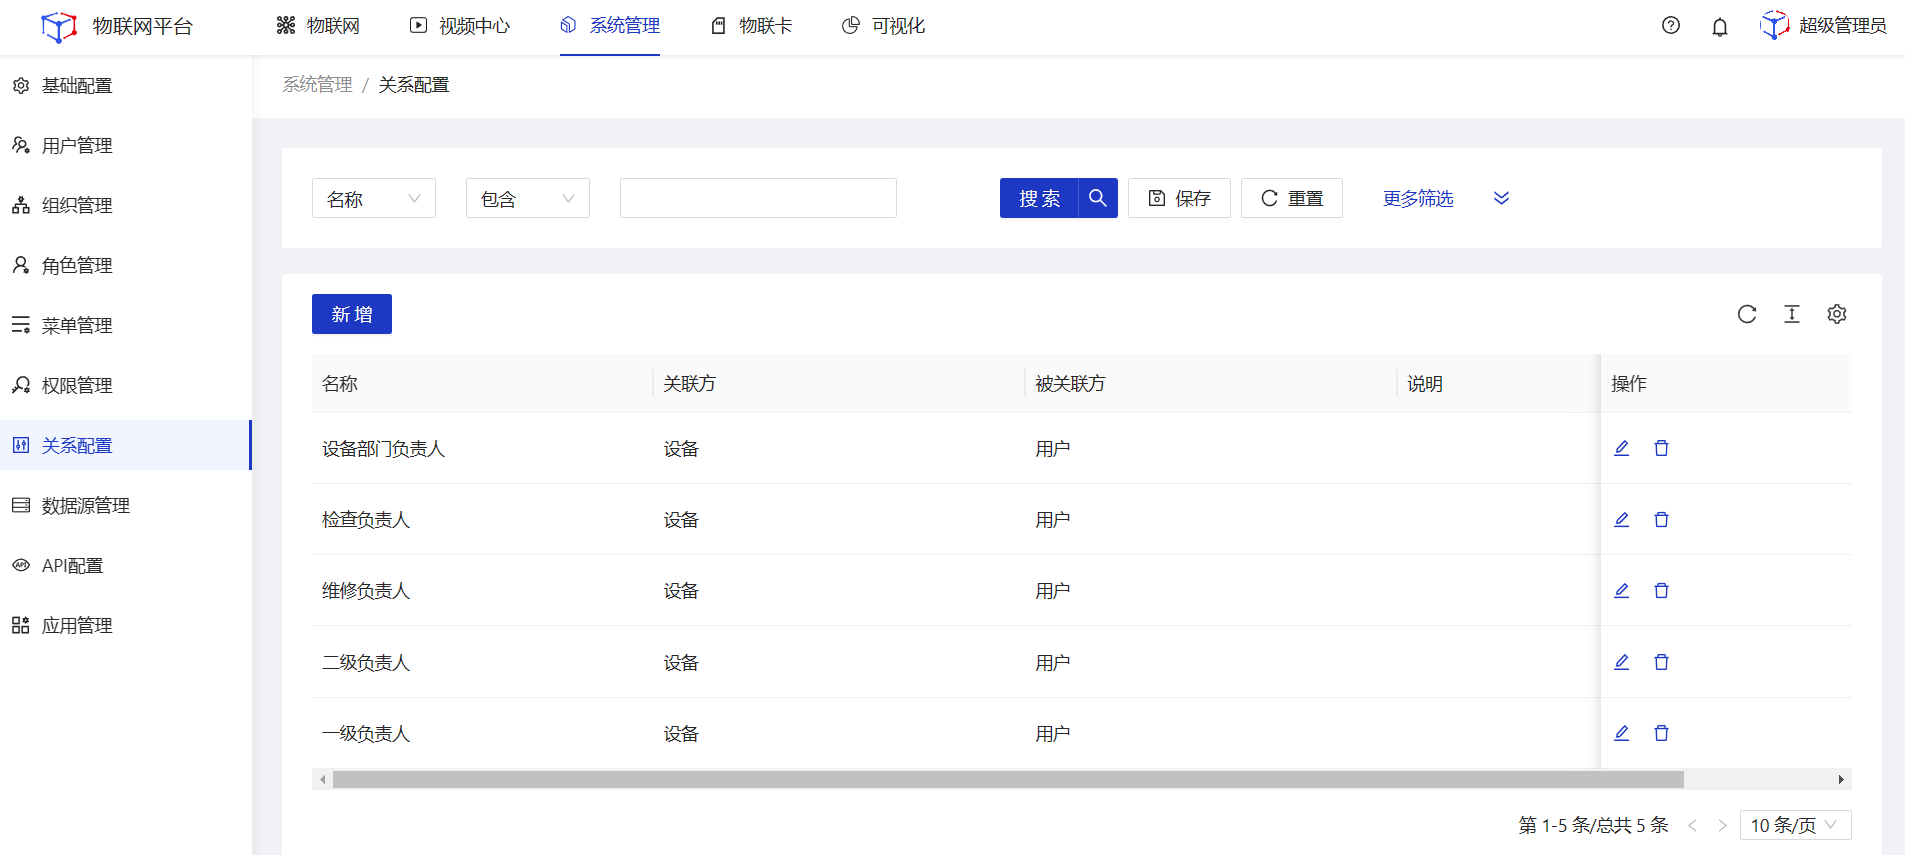 物联网平台
物联网
视频中心
系统管理
物联卡
可视化
超级管理员
基础配置
用户管理
组织管理
角色管理
菜单管理
权限管理
关系配置
数据源管理
API配置
应用管理
系统管理 / 关系配置
名称
包含
搜索
保存
重置
更多筛选
新增
名称 关联方 被关联方 说明 操作
设备部门负责人 设备 用户
检查负责人 设备 用户
维修负责人 设备 用户
二级负责人 设备 用户
一级负责人 设备 用户
第 1-5 条/总共 5 条 < > 10 条/页